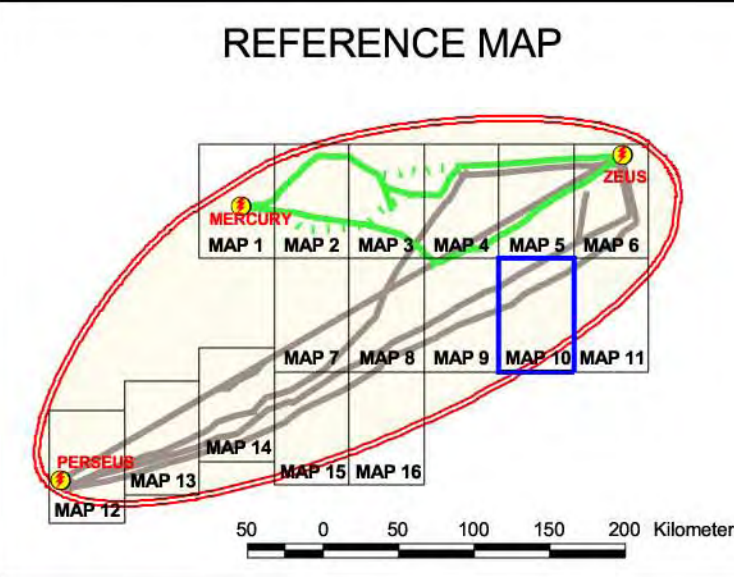 REFERENCE MAP
ZEUS
MERCURY
MAP 1
MAP 2
MAP 3
MAP 4
MAP 5
MAP 6
MAP 7
MAP 8
MAP 9
MAP 10
MAP 11
MAP 14
PERSEUS
MAP 13
MAP 15
MAP 16
MAP 12
50 0 50 100 150 200 Kilometer